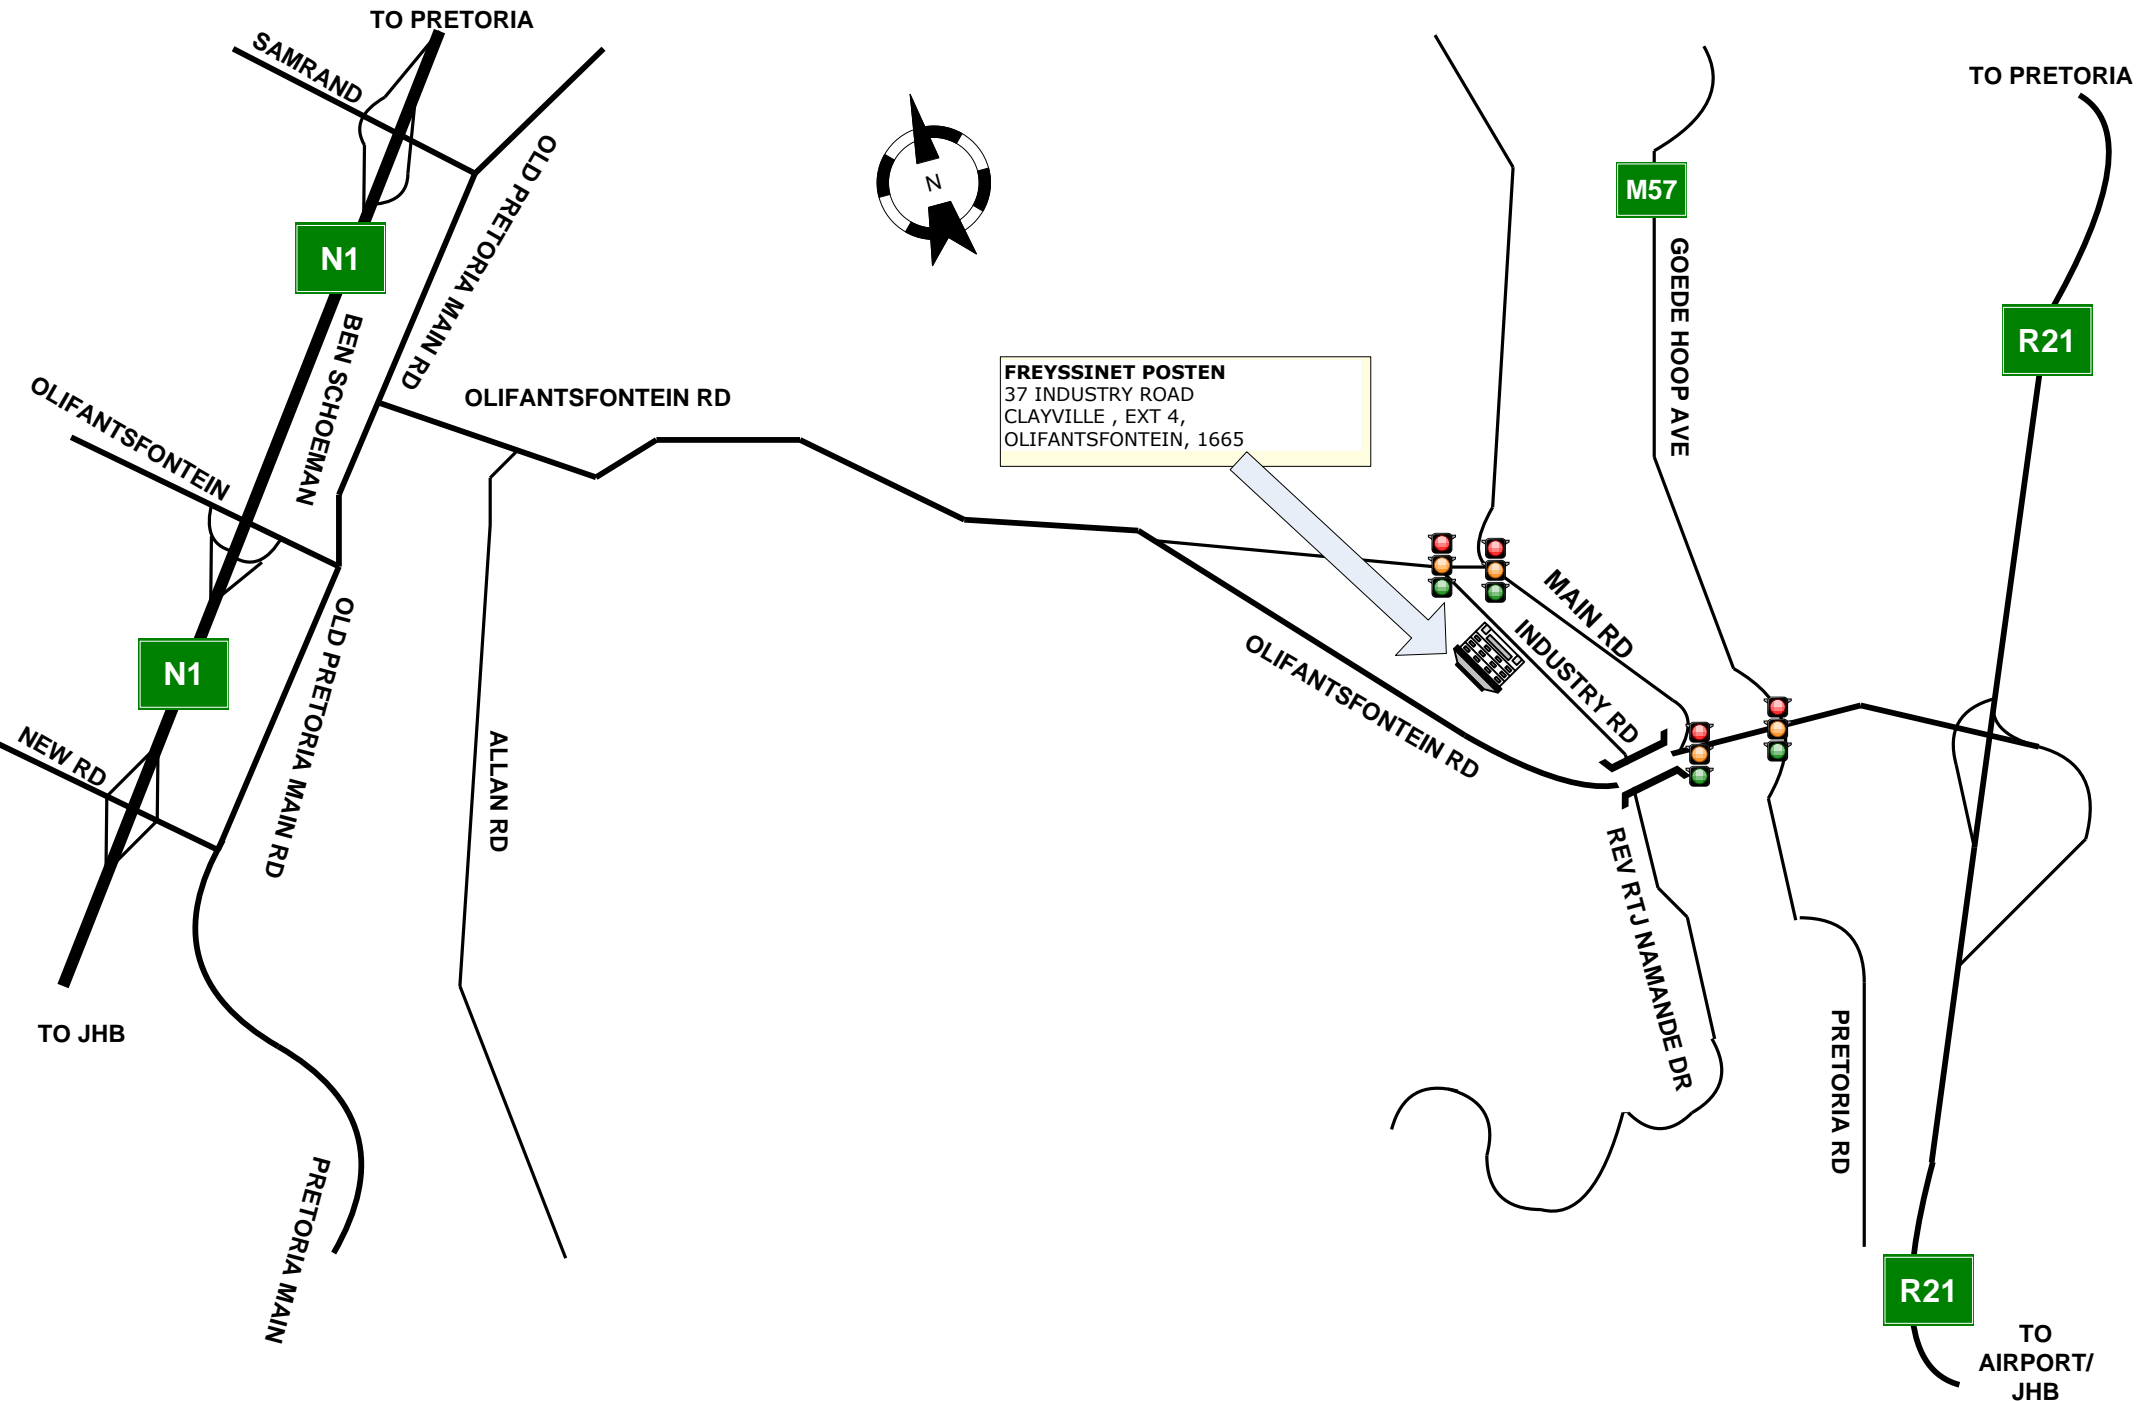 TO PRETORIA
SAMRAND
OLD PRETORIA MAIN RD
N1
BEN SCHOEMAN
OLIFANTSFONTEIN
OLIFANTSFONTEIN RD
N1
NEW RD
OLD PRETORIA MAIN RD
ALLAN RD
TO JHB
PRETORIA MAIN
N
FREYSSINET POSTEN
37 INDUSTRY ROAD
CLAYVILLE , EXT 4,
OLIFANTSFONTEIN, 1665
M57
GOEDE HOOP AVE
TO PRETORIA
R21
MAIN RD
INDUSTRY RD
OLIFANTSFONTEIN RD
REV RTJ NAMANDE DR
PRETORIA RD
R21
TO
AIRPORT/
JHB